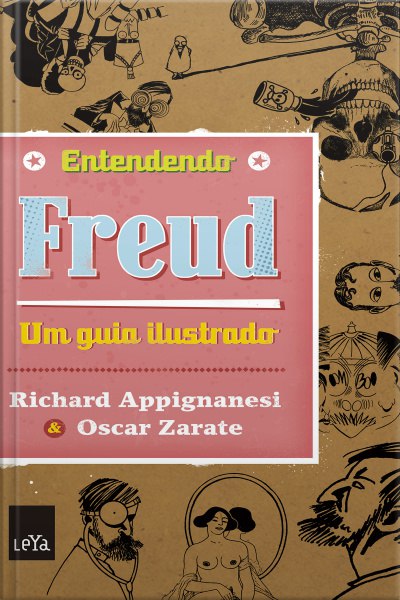 Entendendo
Freud
Um guia ilustrado
Richard Appignanesi
& Oscar Zarate
LeYa